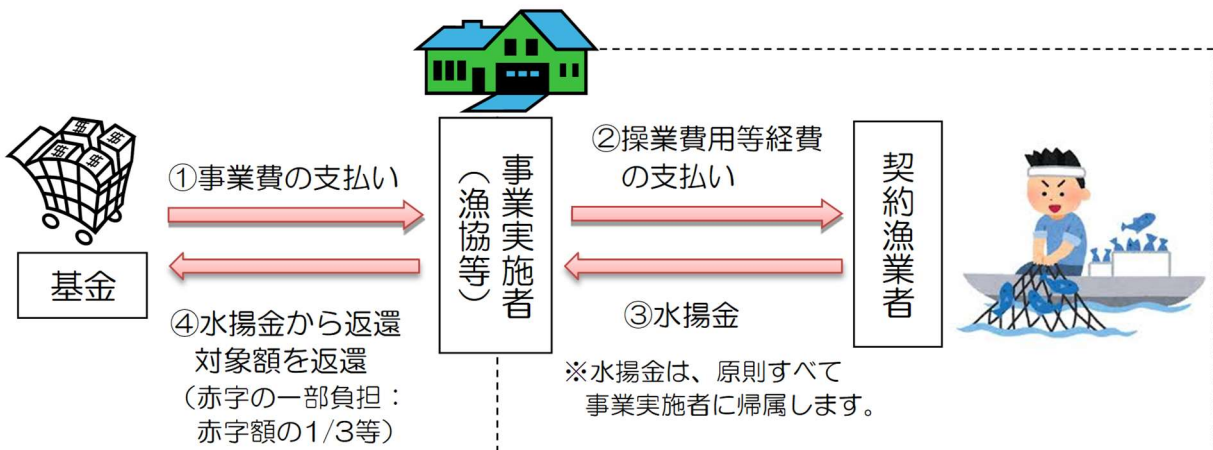 ①事業費の支払い
基金
④水揚金から返還
対象額を返還
（赤字の一部負担：
赤字額の1/3等）
事業実施者
（漁協等）
②操業費用等経費
の支払い
③水揚金
※水揚金は、原則すべて
事業実施者に帰属します。
契約漁業者
$
$
$
$